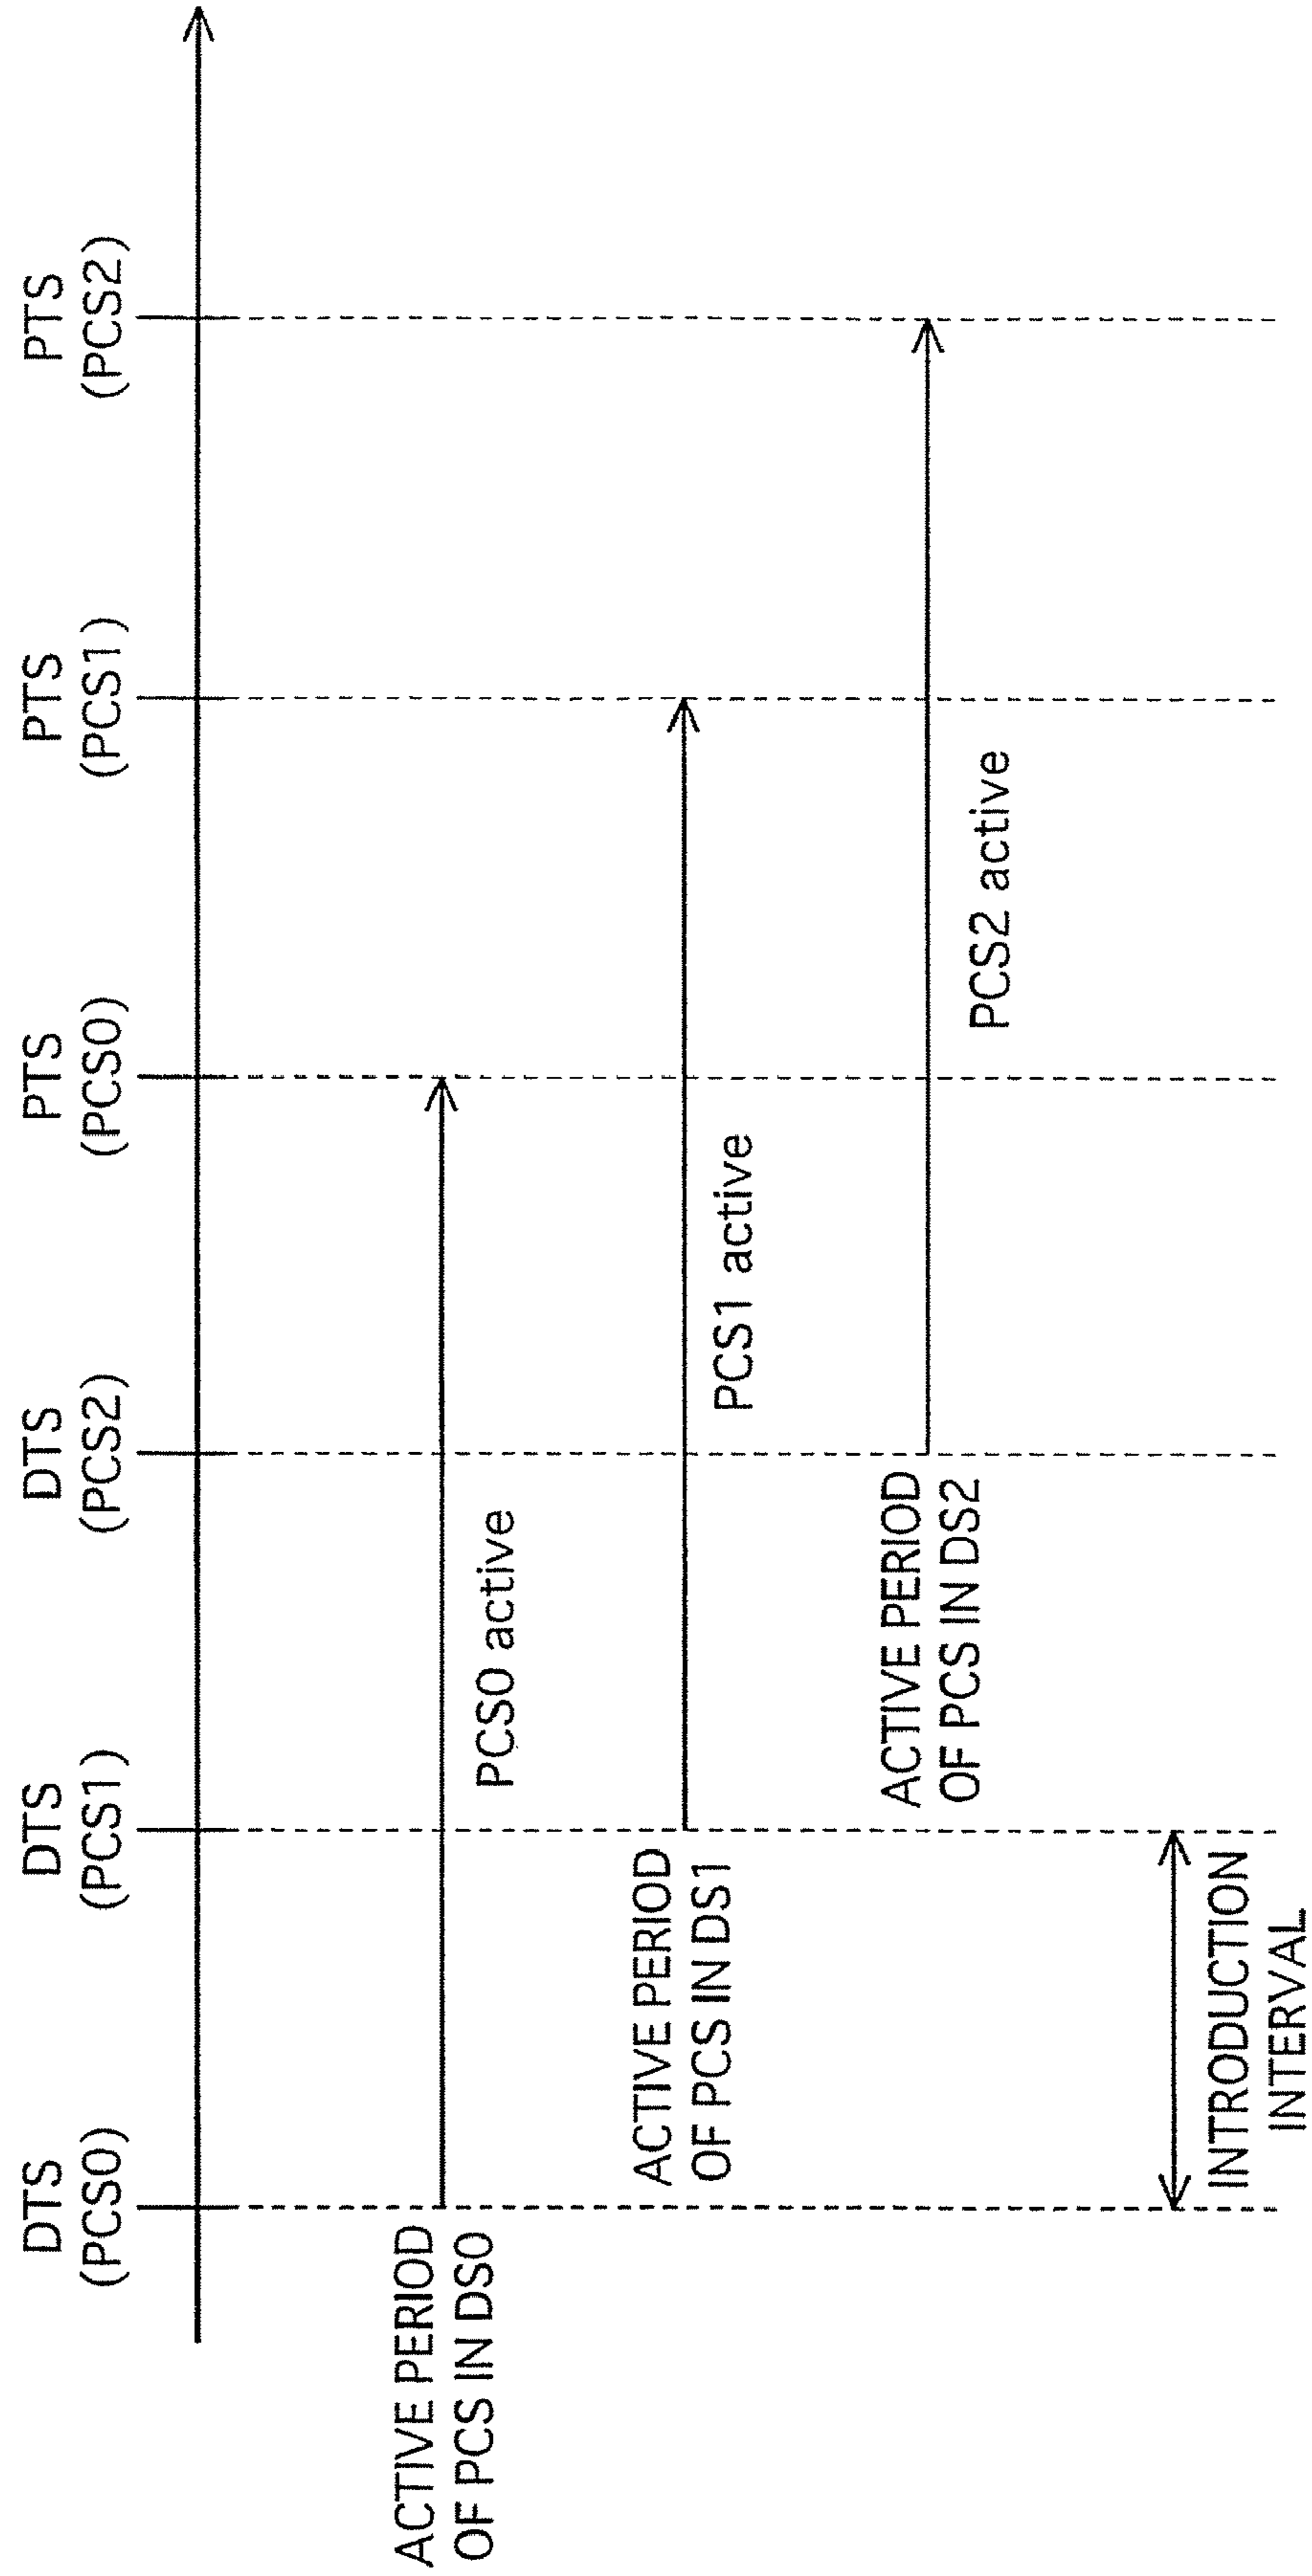 DTS
(PCS0)
DTS
(PCS1)
DTS
(PCS2)
PTS
(PCS0)
PTS
(PCS1)
PTS
(PCS2)
ACTIVE PERIOD
OF PCS IN DS0
PCS0 active
ACTIVE PERIOD
OF PCS IN DS1
PCS1 active
ACTIVE PERIOD
OF PCS IN DS2
PCS2 active
INTRODUCTION
INTERVAL